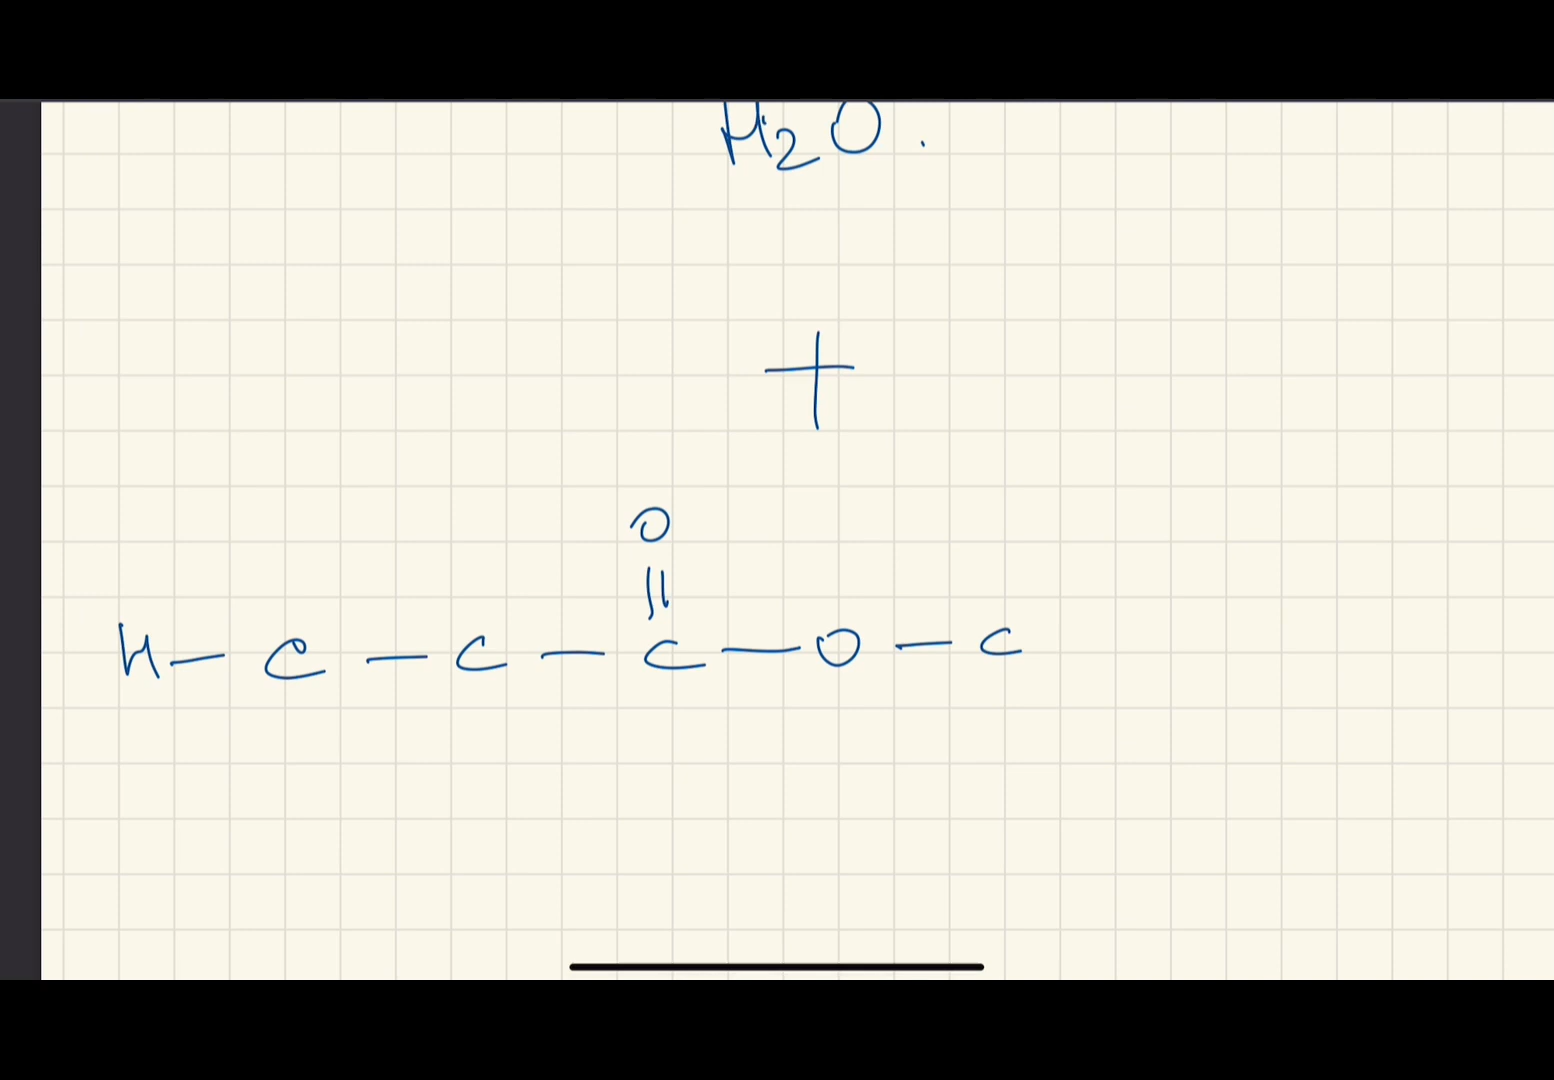 H2O.
+
O
||
H — C — C — C — O — C